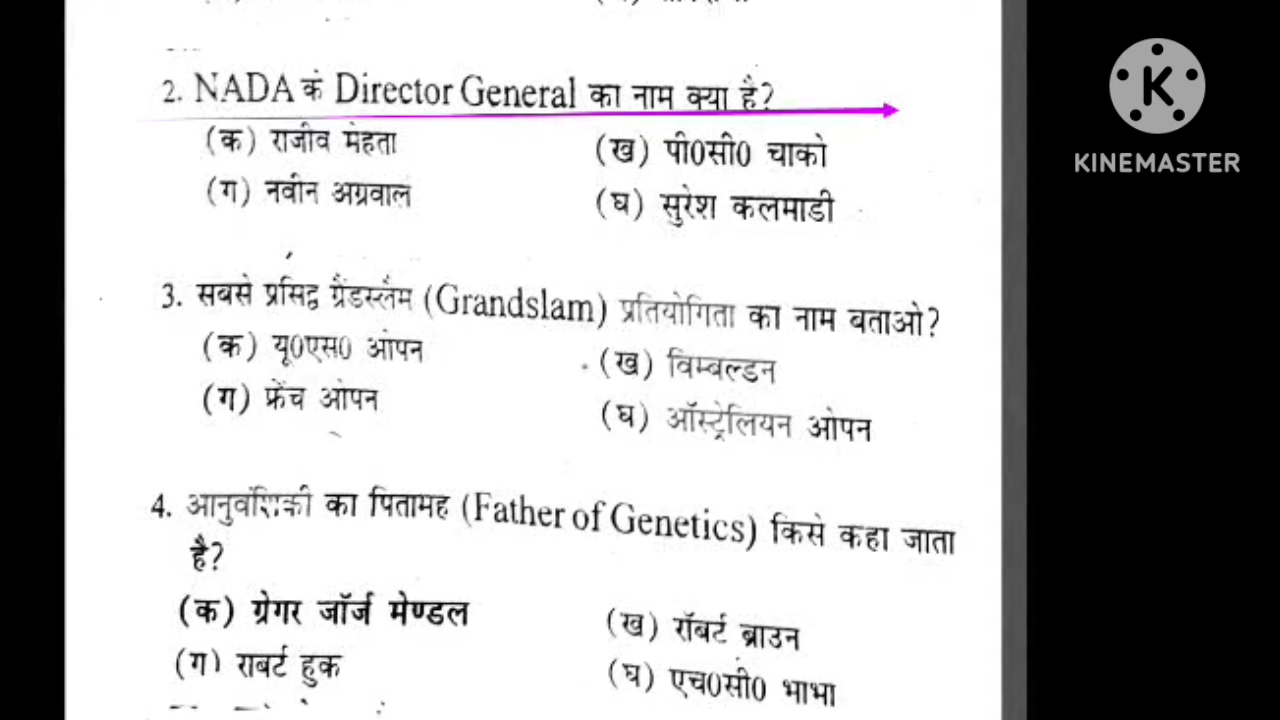 2. NADA के Director General का नाम क्या है?
(क) राजीव मेहता (ख) पी0सी0 चाको
(ग) नवीन अग्रवाल (घ) सुरेश कलमाडी
3. सबसे प्रसिद्व ग्रैंडस्लैम (Grandslam) प्रतियोगिता का नाम बताओ?
(क) यू0एस0 ओपन (ख) विम्बल्डन
(ग) फ्रेंच ओपन (घ) ऑस्ट्रेलियन ओपन
4. आनुवंशिकी का पितामह (Father of Genetics) किसे कहा जाता
है?
(क) ग्रेगर जॉर्ज मेण्डल (ख) रॉबर्ट ब्राउन
(ग) राबर्ट हुक (घ) एच0सी0 भाभा
KINEMASTER